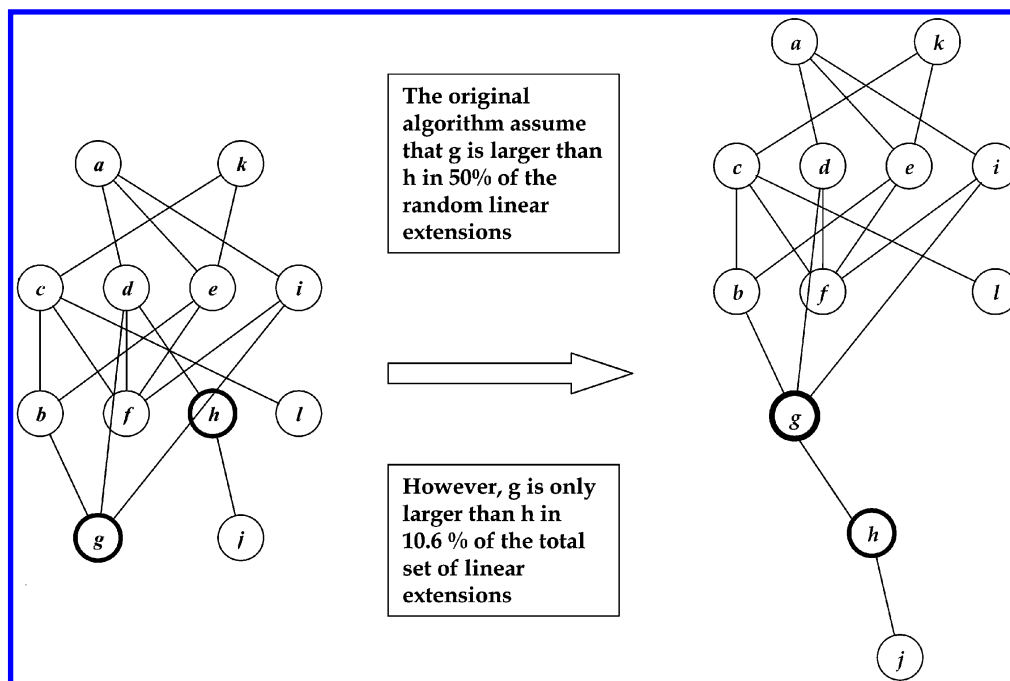 a k
c d e i
b f h l
g j
The original
algorithm assume
that g is larger than
h in 50% of the
random linear
extensions
However, g is only
larger than h in
10.6 % of the total
set of linear
extensions
a k
c d e i
b f l
g
h
j